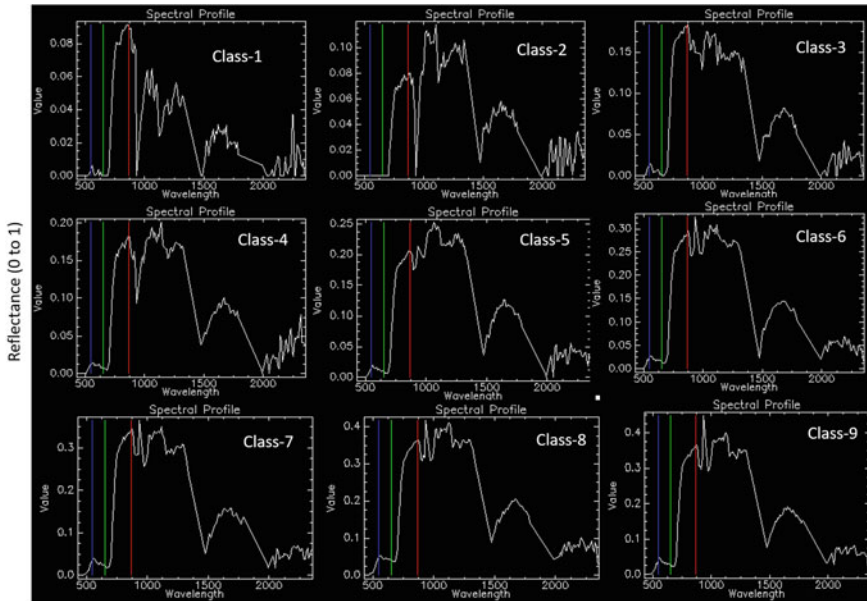 Reflectance (0 to 1)
Spectral Profile
Class-1
Value
0.08
0.06
0.04
0.02
0.00
500 1000 1500 2000
Wavelength
Spectral Profile
Class-2
Value
0.10
0.05
0.00
500 1000 1500 2000
Wavelength
Spectral Profile
Class-3
Value
0.15
0.10
0.05
0.00
500 1000 1500 2000
Wavelength
Spectral Profile
Class-4
Value
0.20
0.15
0.10
0.05
0.00
500 1000 1500 2000
Wavelength
Spectral Profile
Class-5
Value
0.25
0.20
0.15
0.10
0.05
0.00
500 1000 1500 2000
Wavelength
Spectral Profile
Class-6
Value
0.30
0.25
0.20
0.15
0.10
0.05
0.00
500 1000 1500 2000
Wavelength
Spectral Profile
Class-7
Value
0.3
0.2
0.1
0.0
500 1000 1500 2000
Wavelength
Spectral Profile
Class-8
Value
0.4
0.3
0.2
0.1
0.0
500 1000 1500 2000
Wavelength
Spectral Profile
Class-9
Value
0.4
0.3
0.2
0.1
0.0
500 1000 1500 2000
Wavelength